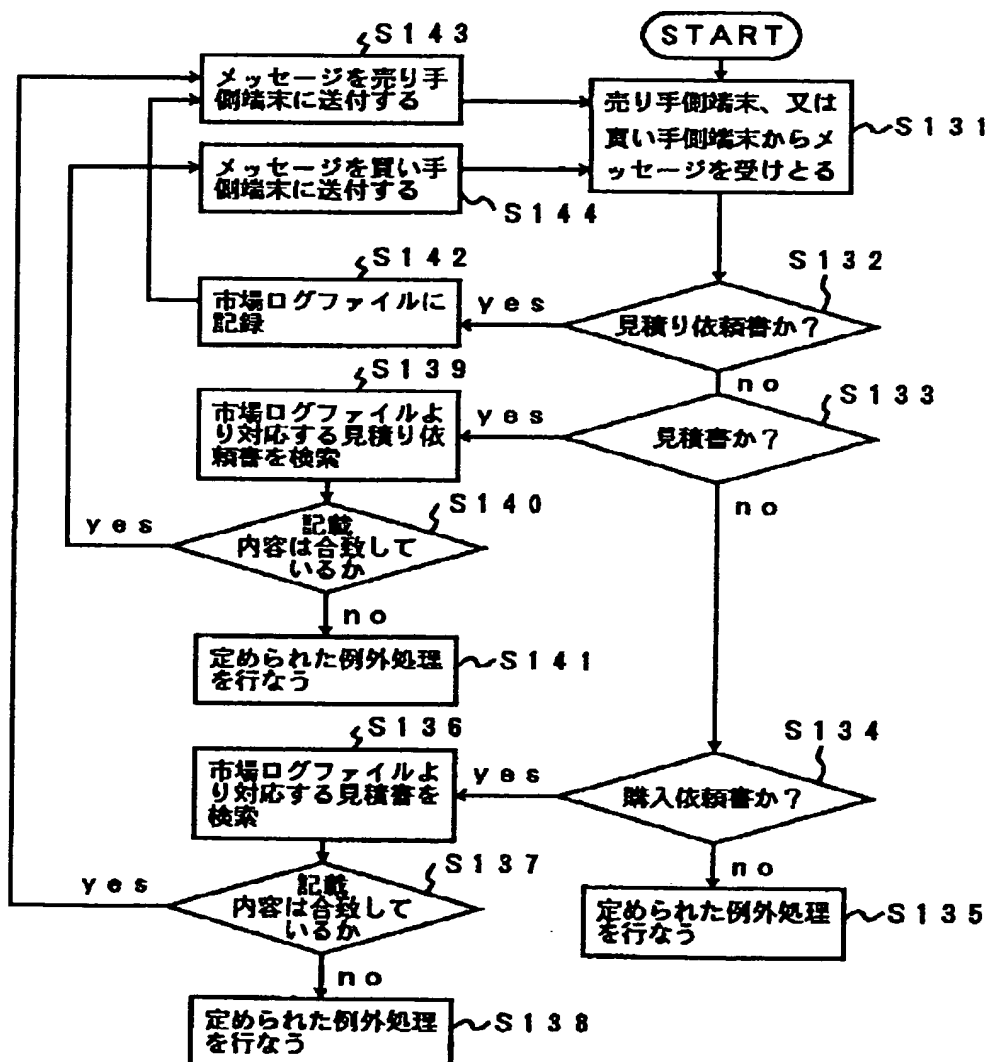 START
S143
メッセージを売り手
側端末に送付する
売り手側端末、又は
買い手側端末からメ
ッセージを受けとる
S131
メッセージを買い手
側端末に送付する
S144
S142
市場ログファイルに
記録
yes
S132
見積り依頼書か？
no
S139
市場ログファイルよ
り対応する見積り依
頼書を検索
yes
S133
見積書か？
no
S140
yes
記載
内容は合致して
いるか
no
定められた例外処理
を行なう
S141
S136
市場ログファイルよ
り対応する見積書を
検索
yes
S134
購入依頼書か？
no
S137
yes
記載
内容は合致して
いるか
no
定められた例外処理
を行なう
S135
定められた例外処理
を行なう
S138